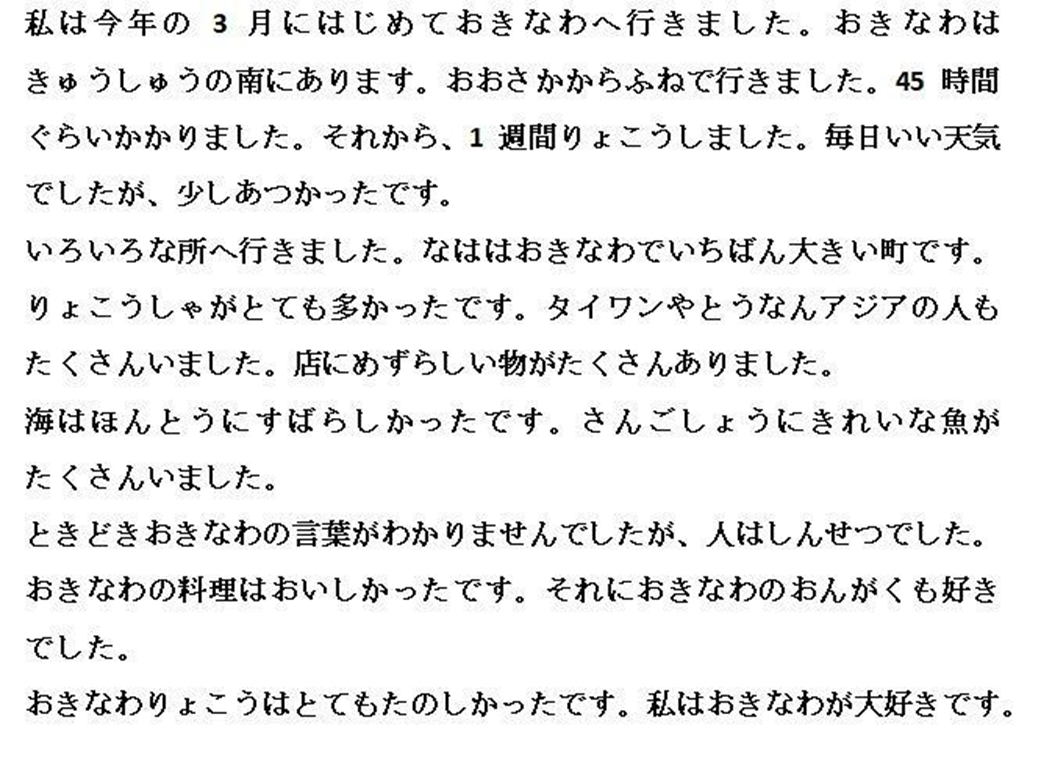 私は今年の 3 月にはじめておきなわへ行きました。おきなわは
きゅうしゅうの南にあります。おおさかからふねで行きました。45 時間
ぐらいかかりました。それから、1 週間りょこうしました。毎日いい天気
でしたが、少しあつかったです。
いろいろな所へ行きました。なははおきなわでいちばん大きい町です。
りょこうしゃがとても多かったです。タイワンやとうなんアジアの人も
たくさんいました。店にめずらしい物がたくさんありました。
海はほんとうにすばらしかったです。さんごしょうにきれいな魚が
たくさんいました。
ときどきおきなわの言葉がわかりませんでしたが、人はしんせつでした。
おきなわの料理はおいしかったです。それにおきなわのおんがくも好き
でした。
おきなわりょこうはとてもたのしかったです。私はおきなわが大好きです。